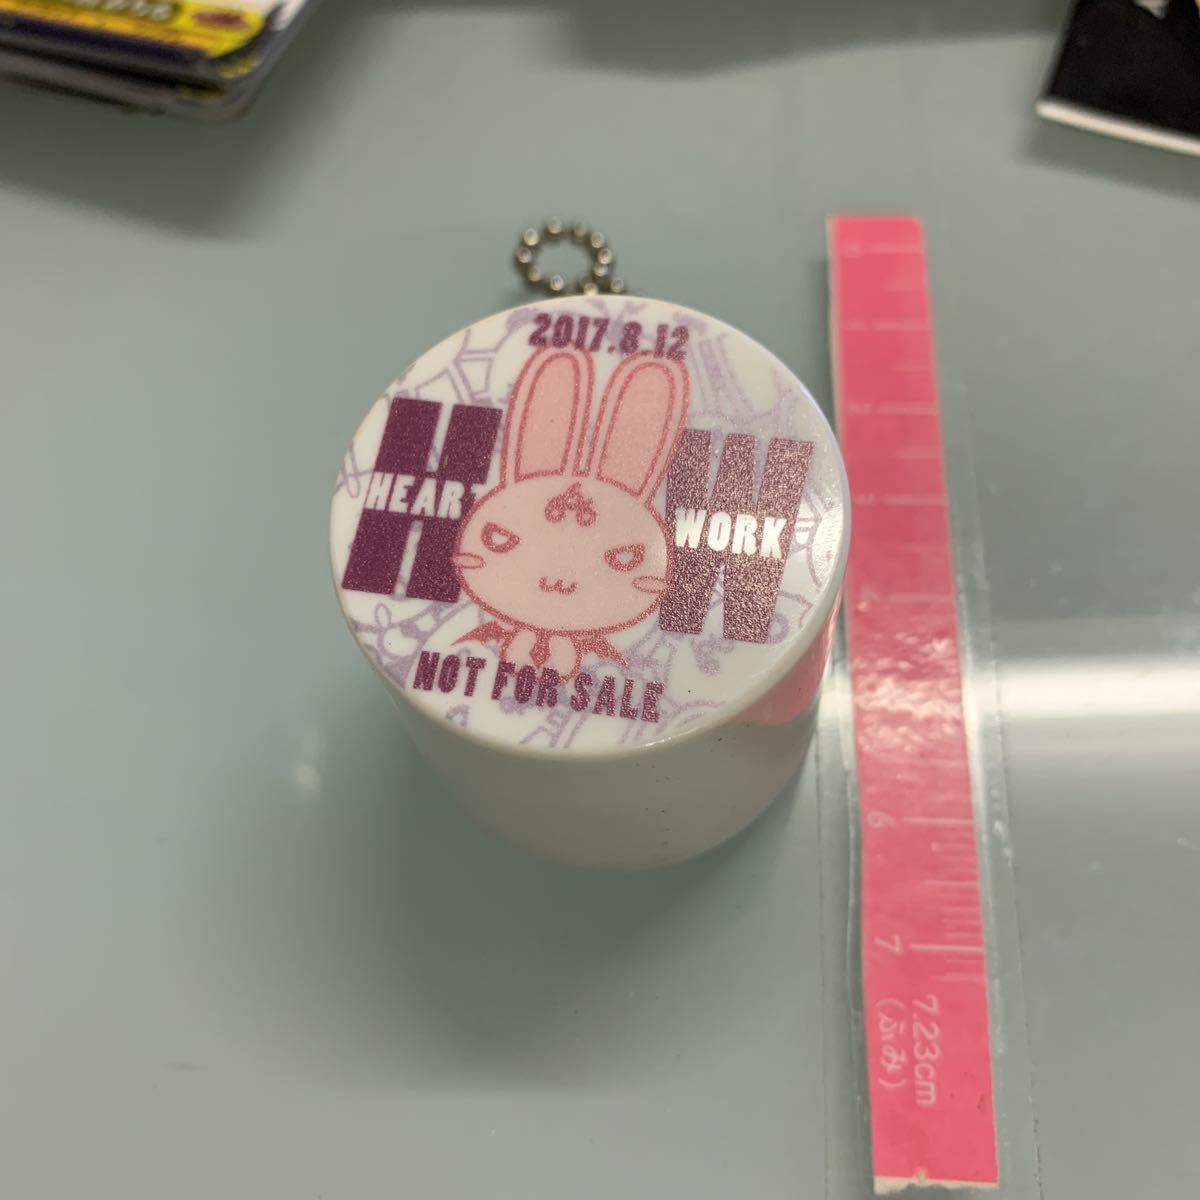 2017.8.12
HEART
WORK
NOT FOR SALE
6
7
7.23cm
(ふみ)